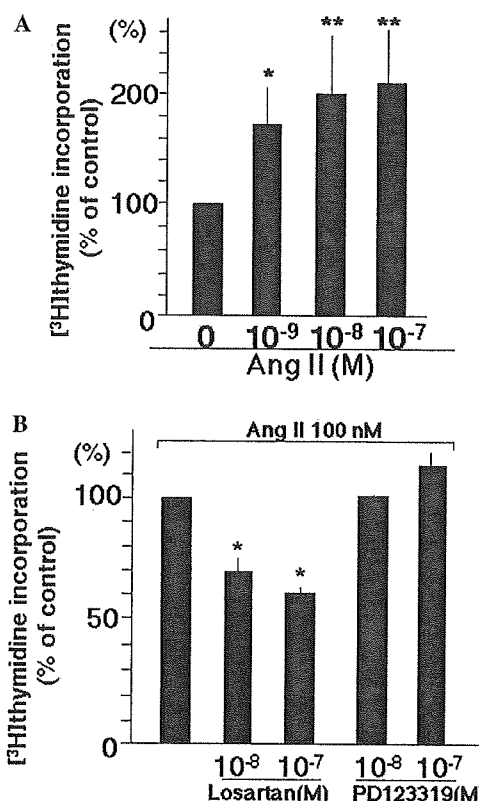 A
(%)
[³H]thymidine incorporation
(% of control)
200
100
0
* ** **
0 10⁻⁹ 10⁻⁸ 10⁻⁷
Ang II (M)
B
Ang II 100 nM
(%)
[³H]thymidine incorporation
(% of control)
100
50
0
* *
10⁻⁸ 10⁻⁷ 10⁻⁸ 10⁻⁷
Losartan(M) PD123319(M